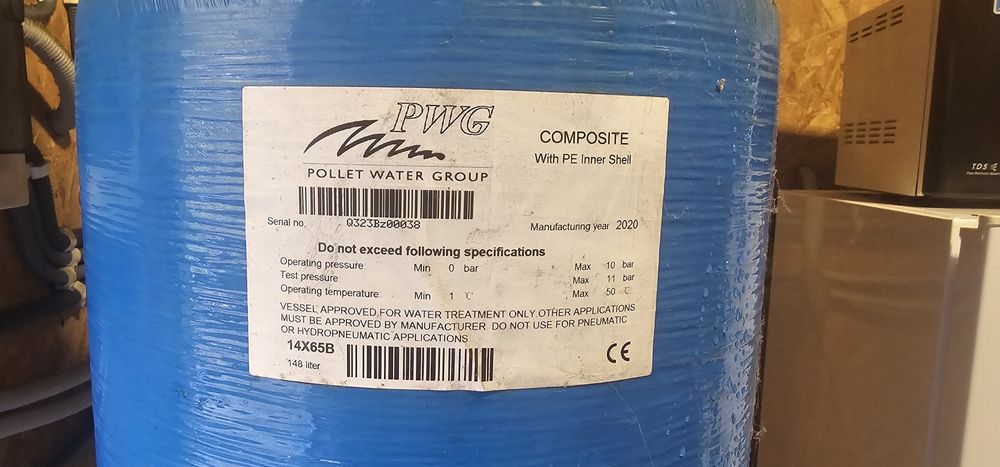 PWG
POLLET WATER GROUP
COMPOSITE
With PE Inner Shell
Serial no. Q323Bz00038
Manufacturing year 2020
Do not exceed following specifications
Operating pressure: Min 0 bar Max 10 bar
Test pressure: Max 11 bar
Operating temperature: Min 1 °C Max 50 °C
VESSEL APPROVED FOR WATER TREATMENT ONLY OTHER APPLICATIONS
MUST BE APPROVED BY MANUFACTURER DO NOT USE FOR PNEUMATIC
OR HYDROPNEUMATIC APPLICATIONS
14X65B
148 liter
CE
TDS